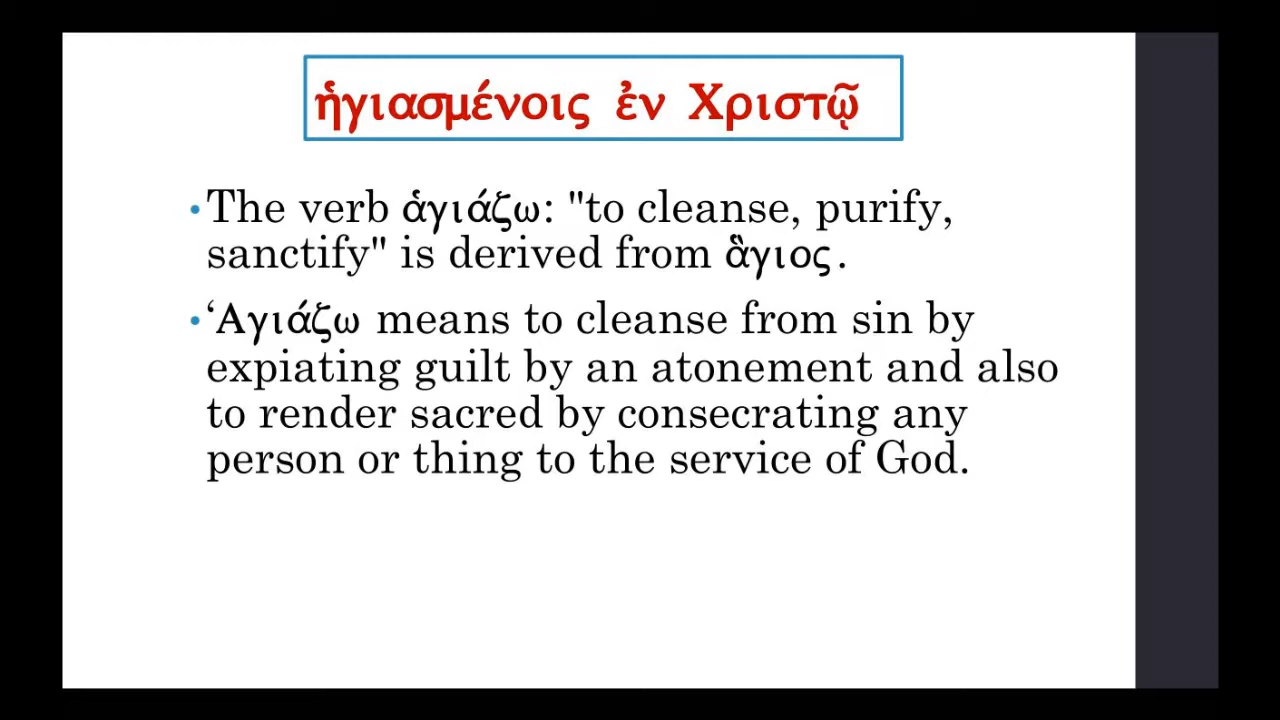 ἡγιασμένοις ἐν Χριστῷ
•The verb ἁγιάζω: "to cleanse, purify,
sanctify" is derived from ἃγιος.
•‘Αγιάζω means to cleanse from sin by
expiating guilt by an atonement and also
to render sacred by consecrating any
person or thing to the service of God.